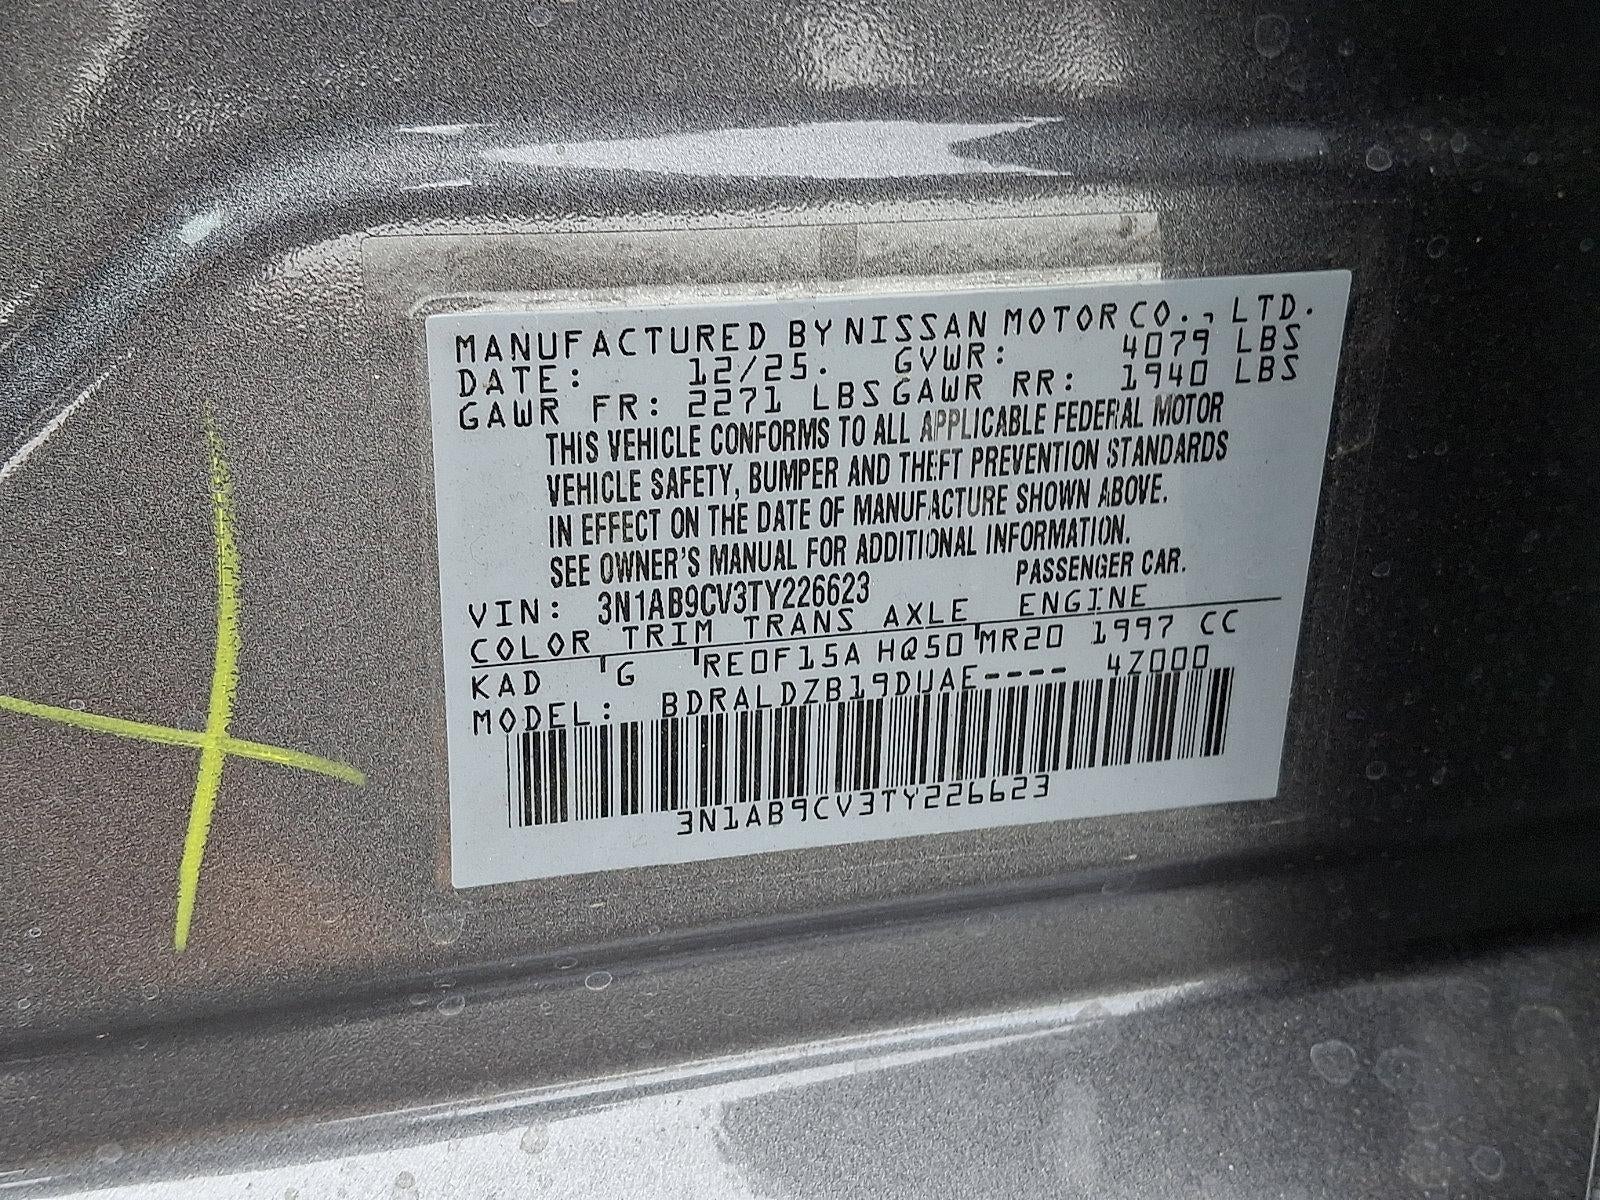 MANUFACTURED BY NISSAN MOTOR CO., LTD.
DATE: 12/25. GVWR: 4079 LBS
GAWR FR: 2271 LBS GAWR RR: 1940 LBS
THIS VEHICLE CONFORMS TO ALL APPLICABLE FEDERAL MOTOR
VEHICLE SAFETY, BUMPER AND THEFT PREVENTION STANDARDS
IN EFFECT ON THE DATE OF MANUFACTURE SHOWN ABOVE.
SEE OWNER'S MANUAL FOR ADDITIONAL INFORMATION.
VIN: 3N1AB9CV3TY226623 PASSENGER CAR.
COLOR TRIM TRANS AXLE ENGINE
KAD G RE0F15A HQ50 MR20 1997 CC
MODEL: BDRALDZB19DUAE---- 4Z000
3N1AB9CV3TY226623